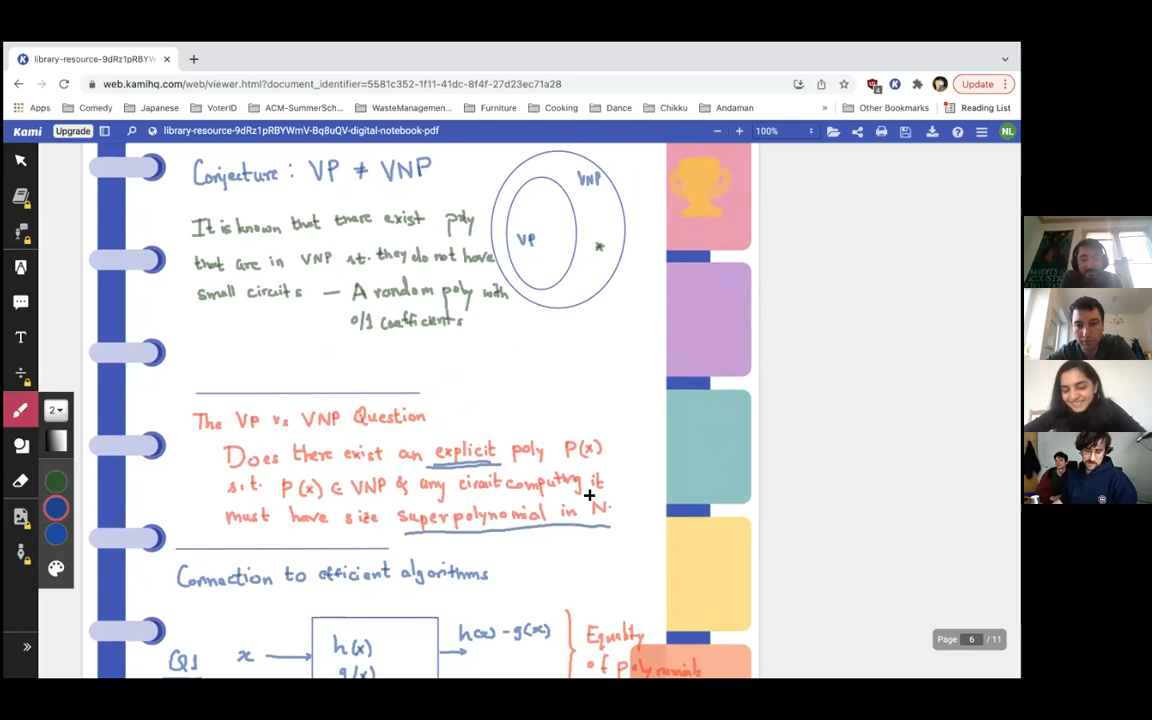 library-resource-9dRz1pRBYW
web.kamihq.com/web/viewer.html?document_identifier=5581c352-1f11-41dc-8f4f-27d23ec71a28
Update
Apps
Comedy
Japanese
VoterID
ACM-SummerSch...
WasteManagemen...
Furniture
Cooking
Dance
Chikku
Andaman
»
Other Bookmarks
Reading List
Kami
Upgrade
library-resource-9dRz1pRBYWmV-Bq8uQV-digital-notebook-pdf
100%
NL
Conjecture : VP ≠ VNP
VNP
VP
*
It is known that there exist poly
that are in VNP s.t. they do not have
small circuits — A random poly with
0/1 coefficients
The VP vs VNP Question
Does there exist an explicit poly P(x)
s.t. P(x) ∈ VNP & any circuit computing it
must have size superpolynomial in N.
Connection to efficient algorithms
Q1
x
h(x)
g(x)
h(x) - g(x)
Equality
of polynomials
2
Page 6 / 11